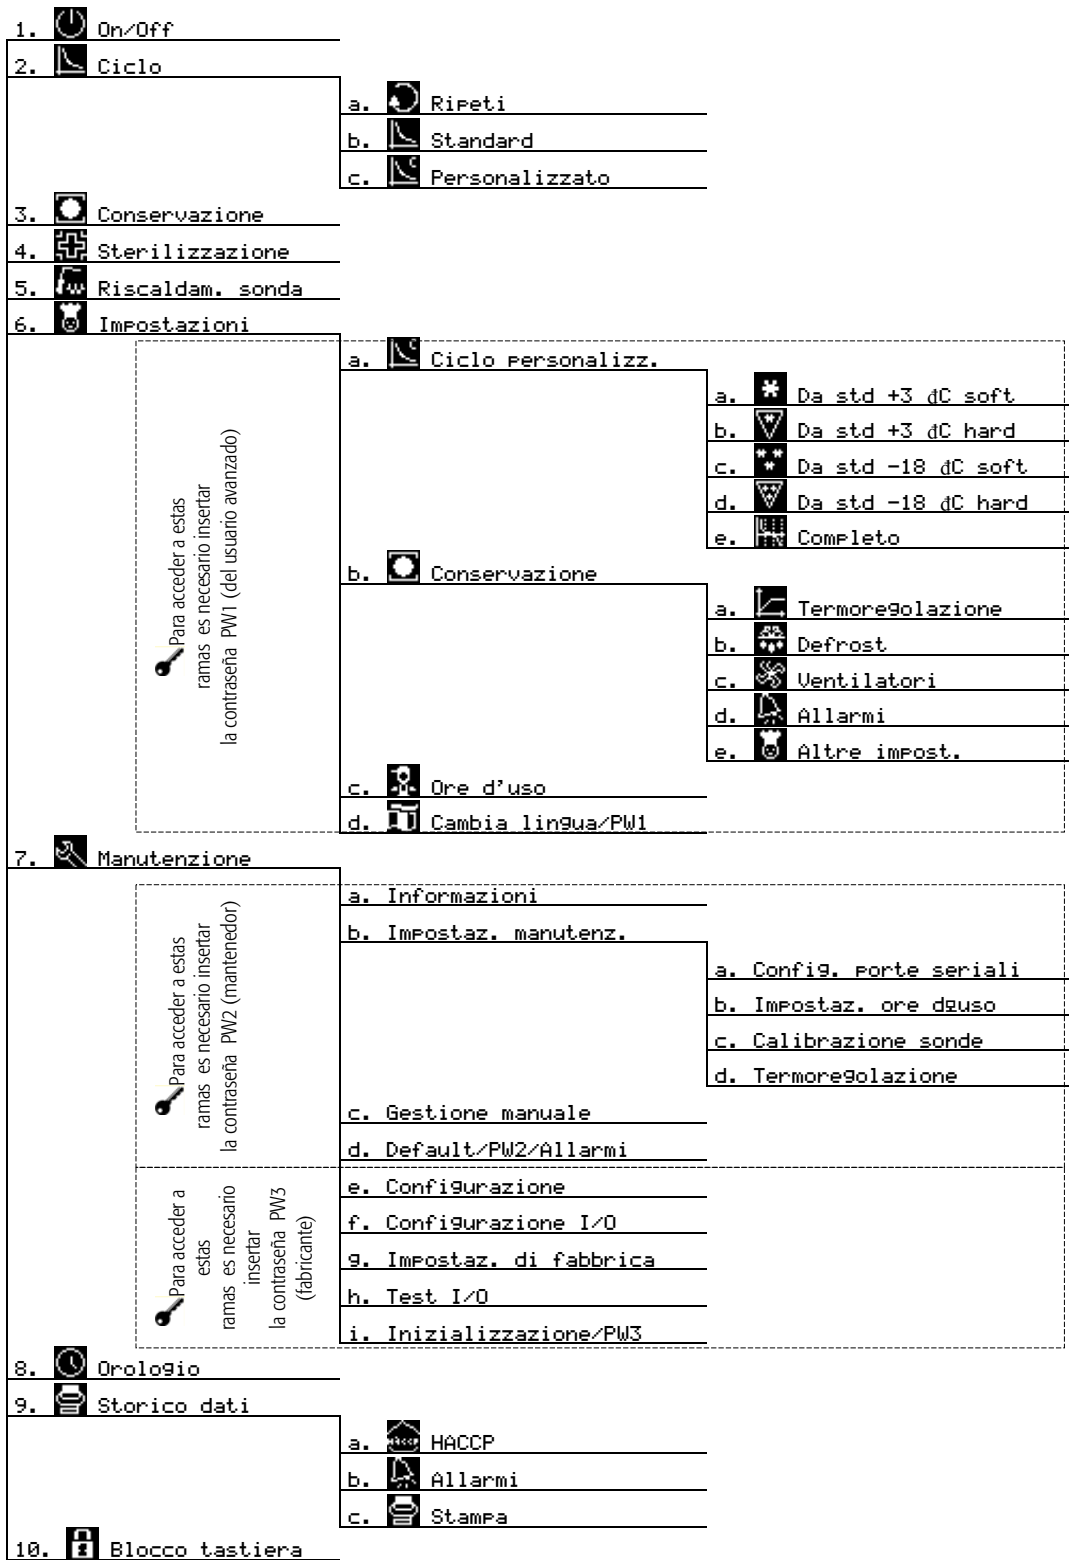 1. On/Off
2. Ciclo
a. Ripeti
b. Standard
c. Personalizzato
3. Conservazione
4. Sterilizzazione
5. Riscaldam. sonda
6. Impostazioni
Para acceder a estas
ramas es necesario insertar
la contraseña PW1 (del usuario avanzado)
a. Ciclo personalizz.
a. Da std +3 đC soft
b. Da std +3 đC hard
c. Da std -18 đC soft
d. Da std -18 đC hard
e. Completo
b. Conservazione
a. Termoregolazione
b. Defrost
c. Ventilatori
d. Allarmi
e. Altre impost.
c. Ore d'uso
d. Cambia lingua/PW1
7. Manutenzione
Para acceder a estas
ramas es necesario insertar
la contraseña PW2 (mantenedor)
a. Informazioni
b. Impostaz. manutenz.
a. Config. porte seriali
b. Impostaz. ore dºuso
c. Calibrazione sonde
d. Termoregolazione
c. Gestione manuale
d. Default/PW2/Allarmi
Para acceder a
estas
ramas es necesario
insertar
la contraseña PW3
(fabricante)
e. Configurazione
f. Configurazione I/O
g. Impostaz. di fabbrica
h. Test I/O
i. Inizializzazione/PW3
8. Orologio
9. Storico dati
a. HACCP
b. Allarmi
c. Stampa
10. Blocco tastiera